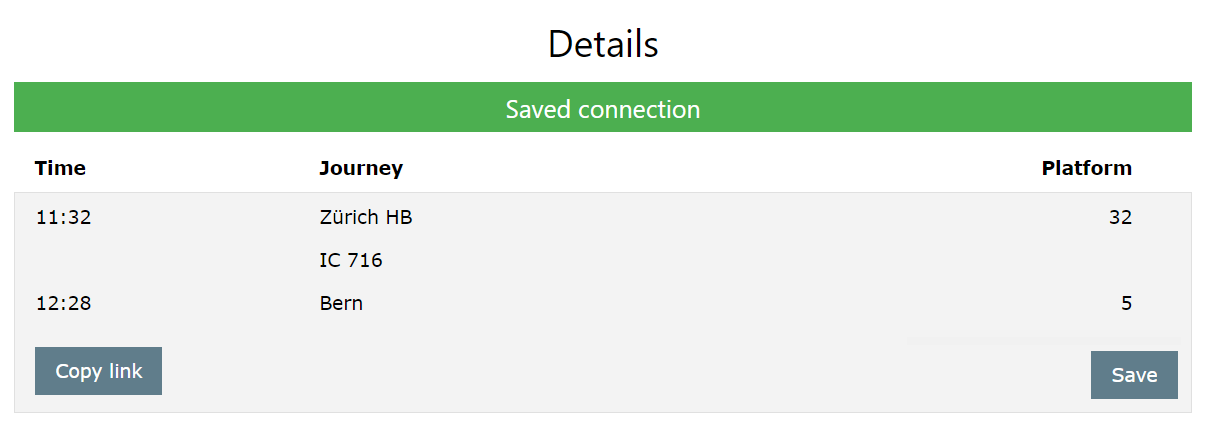 Details
Saved connection
Time Journey Platform
11:32 Zürich HB 32
IC 716
12:28 Bern 5
Copy link Save